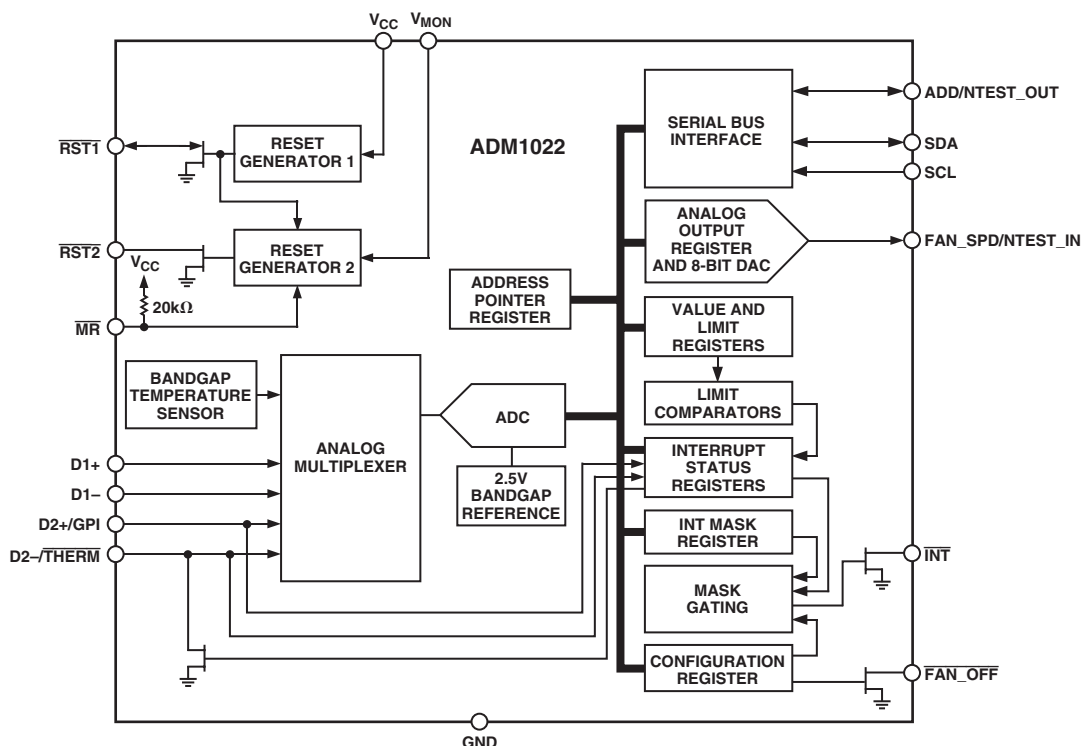 VCC
VMON
ADD/NTEST_OUT
SERIAL BUS
INTERFACE
ADM1022
RST1
RESET
GENERATOR 1
SDA
SCL
ANALOG
OUTPUT
REGISTER
AND 8-BIT DAC
FAN_SPD/NTEST_IN
RST2
RESET
GENERATOR 2
VCC
20kΩ
MR
ADDRESS
POINTER
REGISTER
VALUE AND
LIMIT
REGISTERS
BANDGAP
TEMPERATURE
SENSOR
LIMIT
COMPARATORS
ADC
ANALOG
MULTIPLEXER
INTERRUPT
STATUS
REGISTERS
D1+
D1–
2.5V
BANDGAP
REFERENCE
D2+/GPI
D2–/THERM
INT MASK
REGISTER
INT
MASK
GATING
CONFIGURATION
REGISTER
FAN_OFF
GND